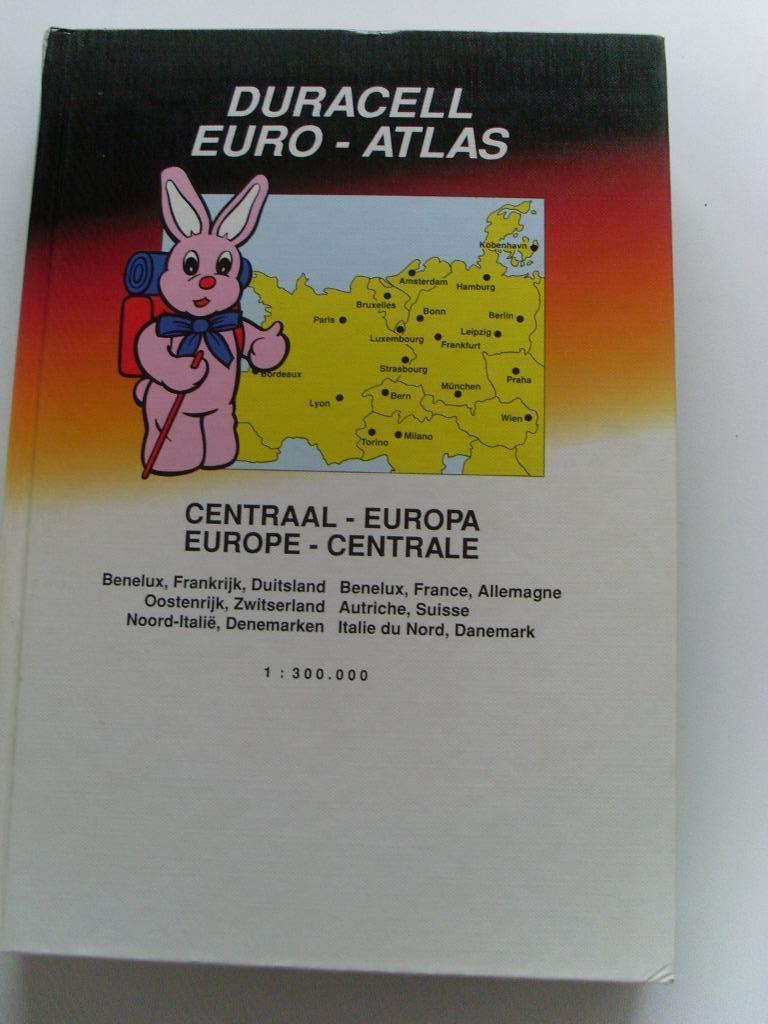 DURACELL
EURO - ATLAS
Kobenhavn
Amsterdam
Hamburg
Bruxelles
Bonn
Berlin
Paris
Leipzig
Luxembourg
Frankfurt
Strasbourg
Bordeaux
Praha
München
Lyon
Bern
Wien
Torino
Milano
CENTRAAL - EUROPA
EUROPE - CENTRALE
Benelux, Frankrijk, Duitsland Benelux, France, Allemagne
Oostenrijk, Zwitserland Autriche, Suisse
Noord-Italië, Denemarken Italie du Nord, Danemark
1 : 300.000